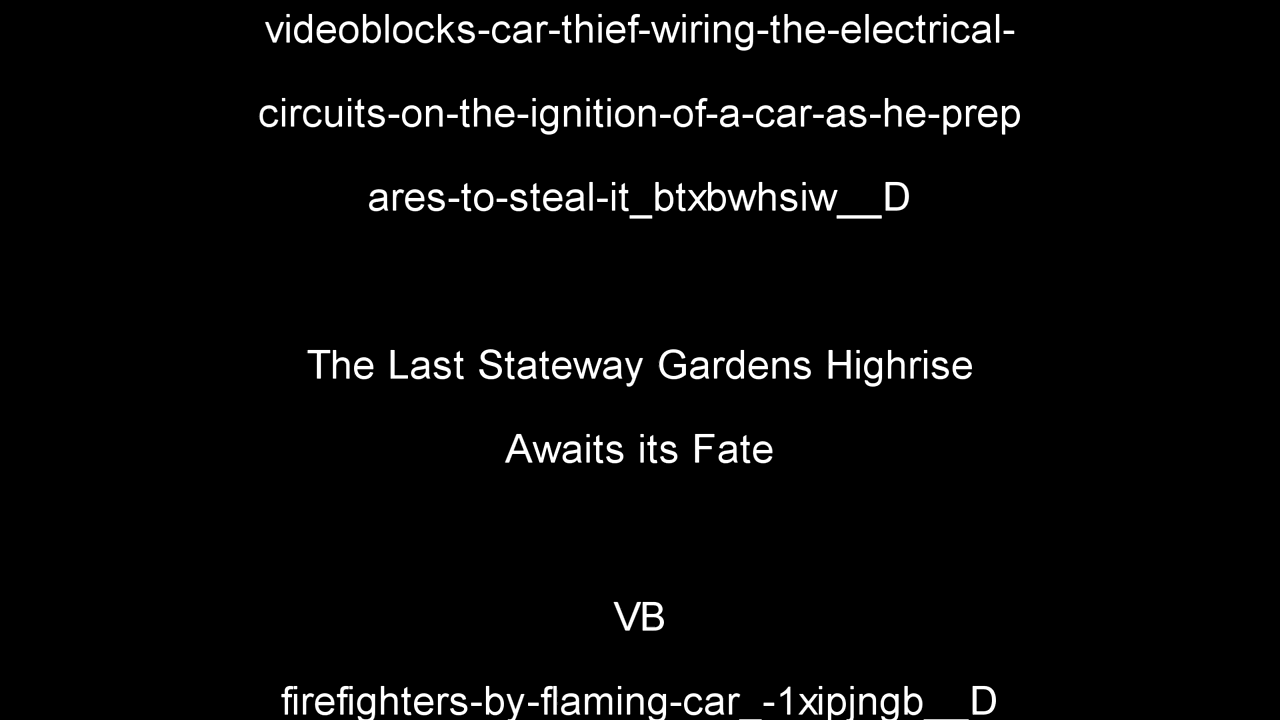 videoblocks-car-thief-wiring-the-electrical-
circuits-on-the-ignition-of-a-car-as-he-prep
ares-to-steal-it_btxbwhsiw__D
The Last Stateway Gardens Highrise
Awaits its Fate
VB
firefighters-by-flaming-car_-1xipjngb__D